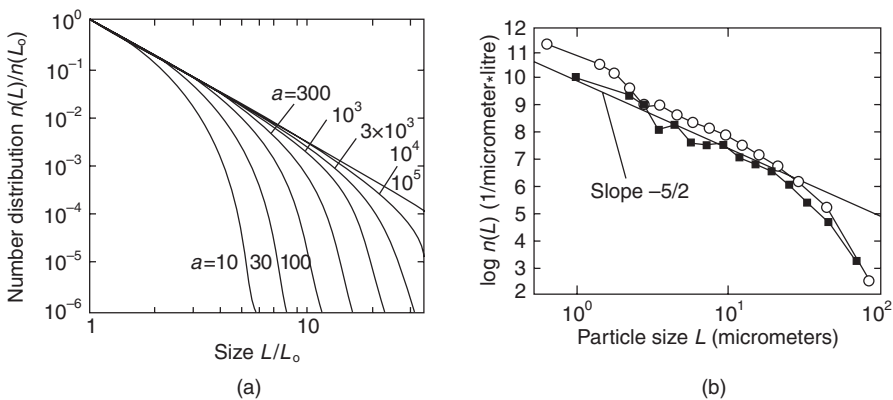 (a)
Number distribution n(L)/n(Lₒ)
10⁰
10⁻¹
10⁻²
10⁻³
10⁻⁴
10⁻⁵
10⁻⁶
a=300
10³
3×10³
10⁴
10⁵
a=10
30
100
1
10
Size L/Lₒ
(a)
(b)
log n(L) (1/micrometer*litre)
12
11
10
9
8
7
6
5
4
3
2
Slope –5/2
10⁰
10¹
10²
Particle size L (micrometers)
(b)